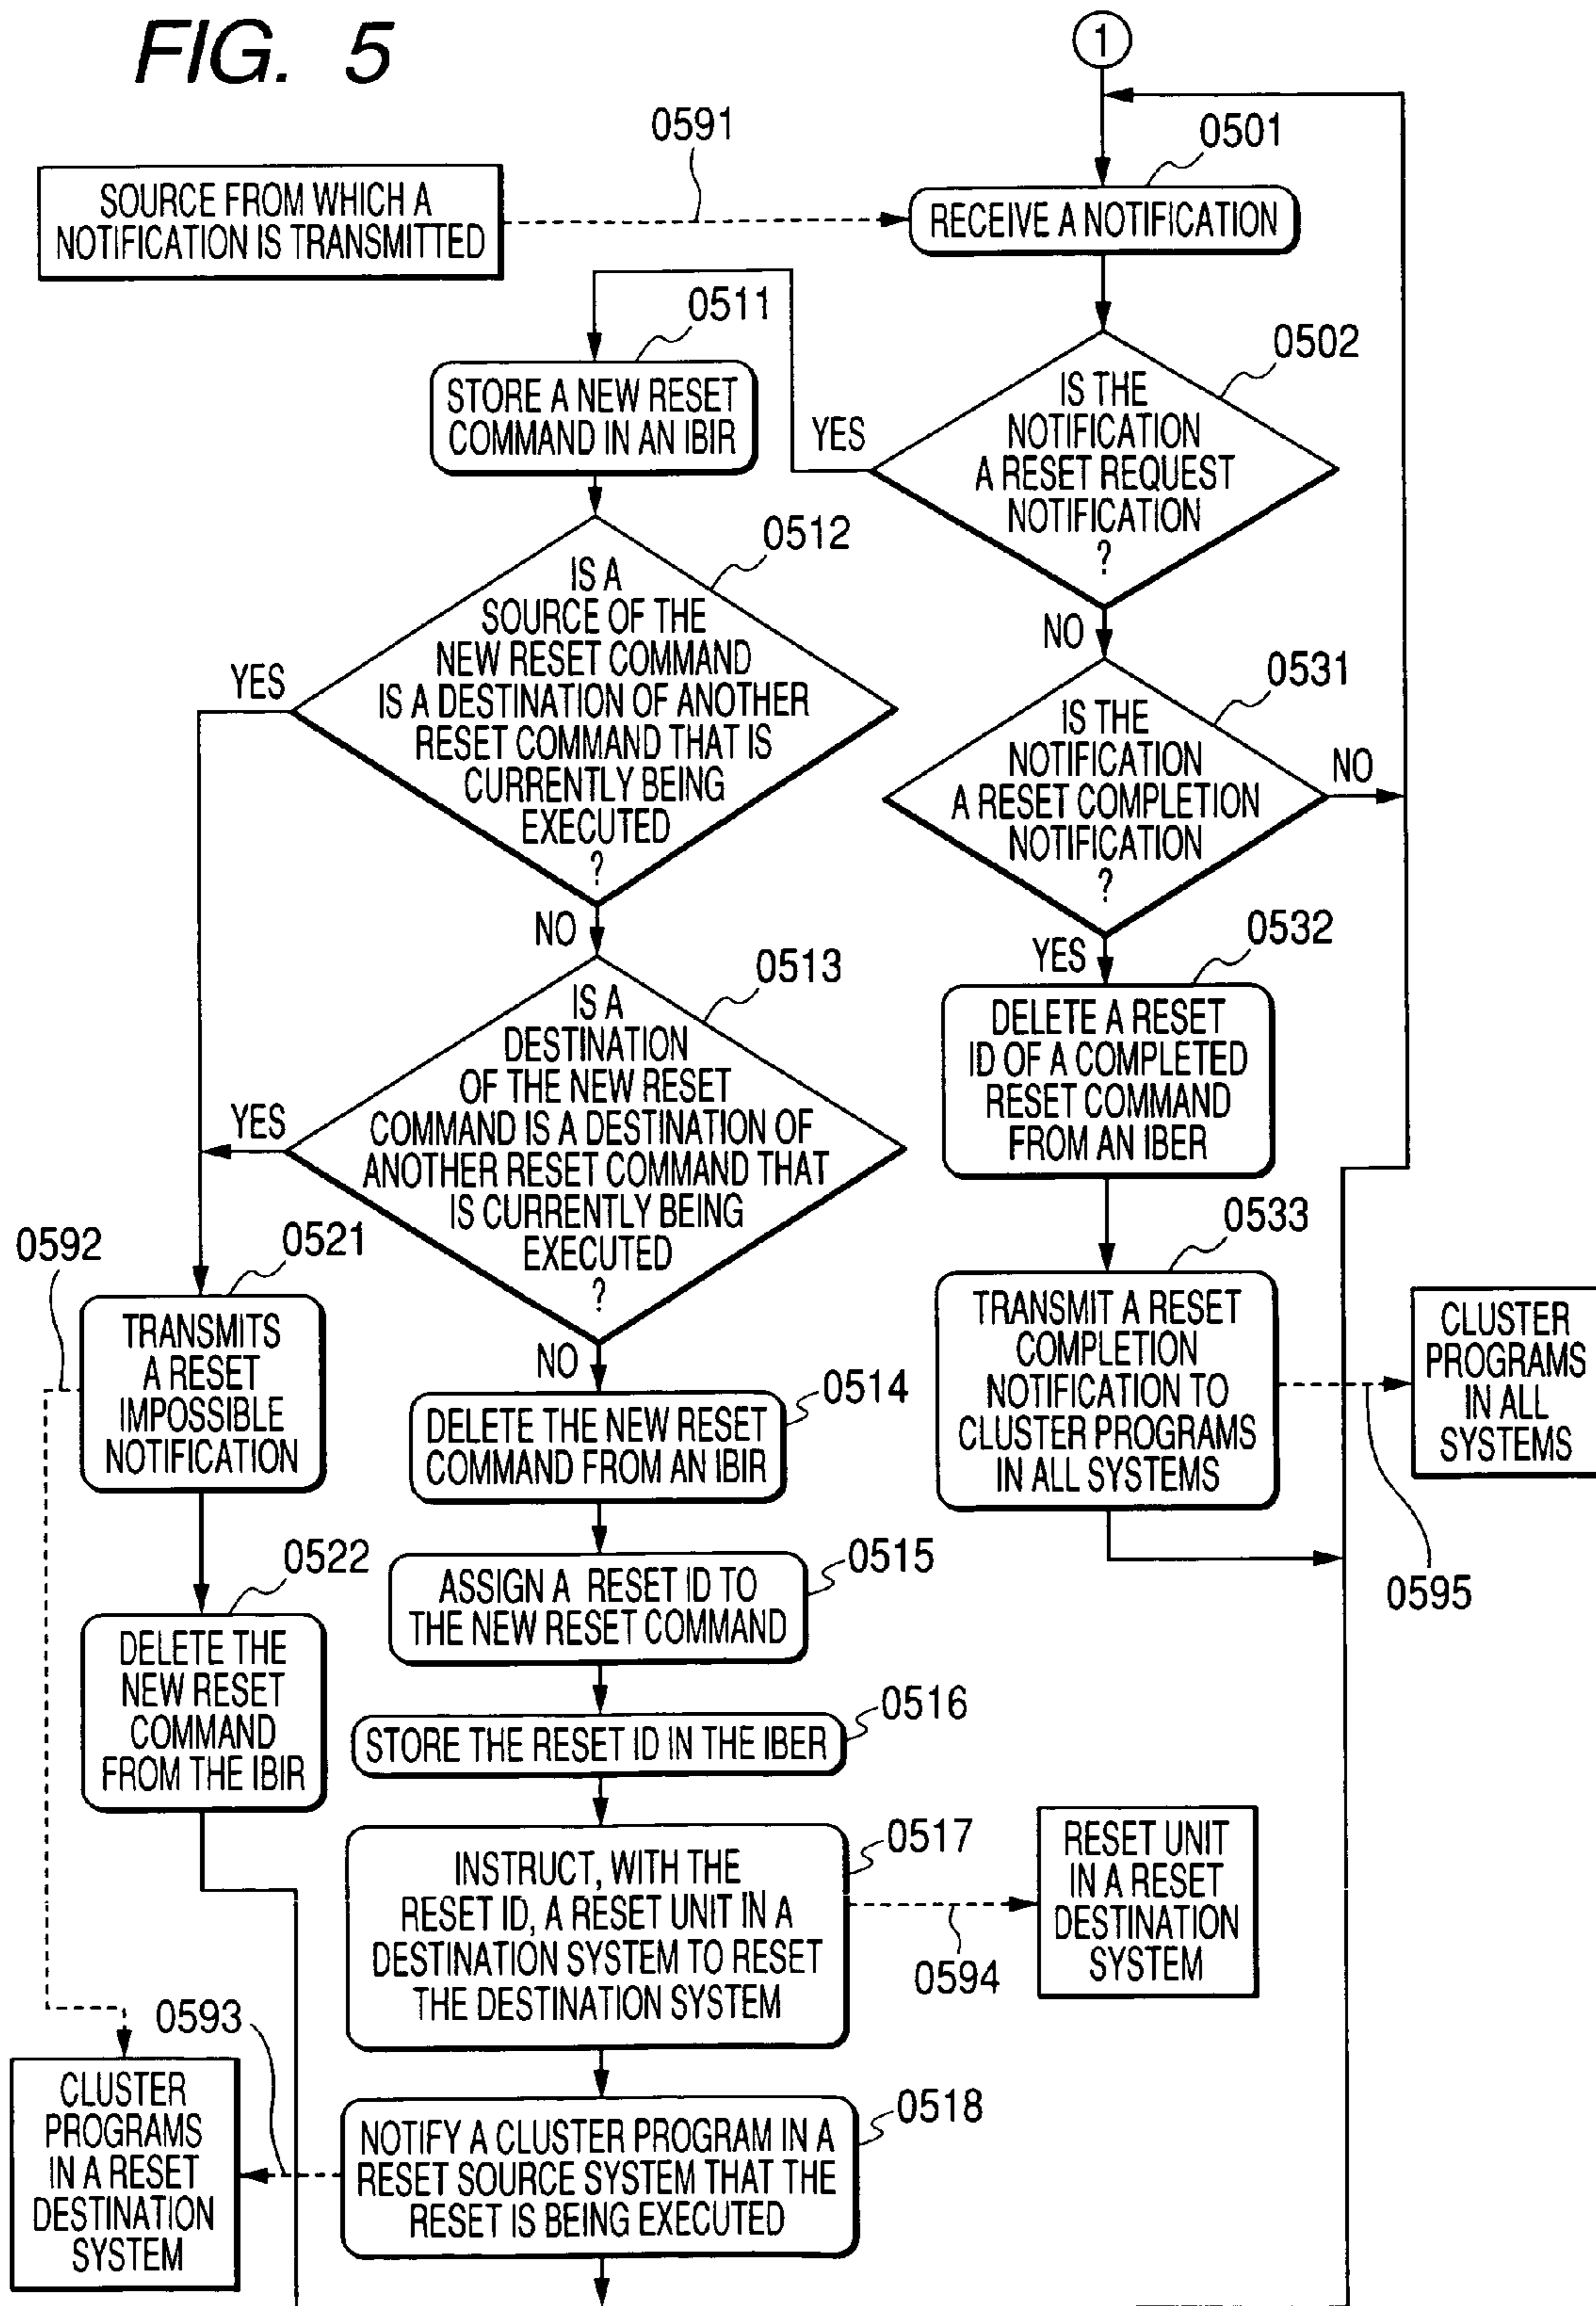 FIG. 5
1
0591
0501
SOURCE FROM WHICH A
NOTIFICATION IS TRANSMITTED
RECEIVE A NOTIFICATION
0511
0502
STORE A NEW RESET
COMMAND IN AN IBIR
YES
IS THE
NOTIFICATION
A RESET REQUEST
NOTIFICATION
?
NO
0512
IS A
SOURCE OF THE
NEW RESET COMMAND
IS A DESTINATION OF ANOTHER
RESET COMMAND THAT IS
CURRENTLY BEING
EXECUTED
?
YES
NO
0531
IS THE
NOTIFICATION
A RESET COMPLETION
NOTIFICATION
?
NO
YES
0513
IS A
DESTINATION
OF THE NEW RESET
COMMAND IS A DESTINATION OF
ANOTHER RESET COMMAND THAT
IS CURRENTLY BEING
EXECUTED
?
YES
NO
0532
DELETE A RESET
ID OF A COMPLETED
RESET COMMAND
FROM AN IBER
0533
TRANSMIT A RESET
COMPLETION
NOTIFICATION TO
CLUSTER PROGRAMS
IN ALL SYSTEMS
CLUSTER
PROGRAMS
IN ALL
SYSTEMS
0595
0592
0521
TRANSMITS
A RESET
IMPOSSIBLE
NOTIFICATION
0514
DELETE THE NEW RESET
COMMAND FROM AN IBIR
0522
DELETE THE
NEW RESET
COMMAND
FROM THE IBIR
0515
ASSIGN A RESET ID TO
THE NEW RESET COMMAND
0516
STORE THE RESET ID IN THE IBER
0517
INSTRUCT, WITH THE
RESET ID, A RESET UNIT IN A
DESTINATION SYSTEM TO RESET
THE DESTINATION SYSTEM
0594
RESET UNIT
IN A RESET
DESTINATION
SYSTEM
0593
CLUSTER
PROGRAMS
IN A RESET
DESTINATION
SYSTEM
0518
NOTIFY A CLUSTER PROGRAM IN A
RESET SOURCE SYSTEM THAT THE
RESET IS BEING EXECUTED